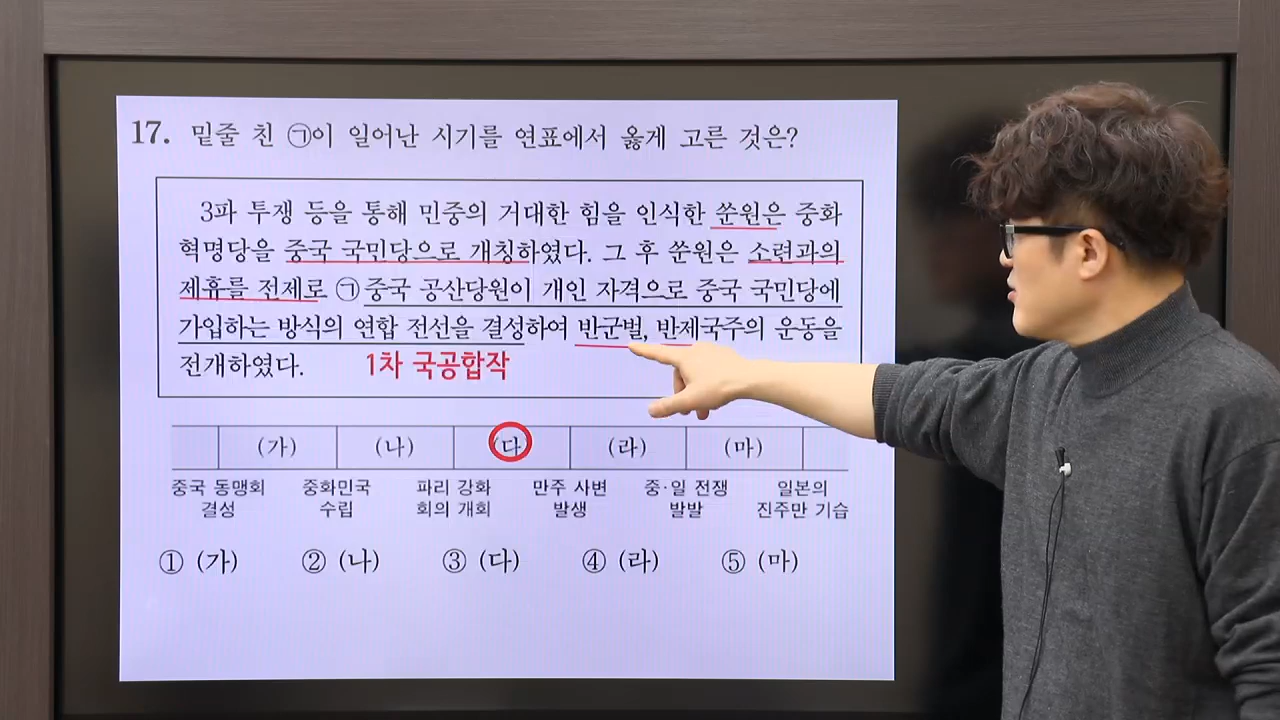 17. 밑줄 친 ㉠이 일어난 시기를 연표에서 옳게 고른 것은?
3파 투쟁 등을 통해 민중의 거대한 힘을 인식한 쑨원은 중화
혁명당을 중국 국민당으로 개칭하였다. 그 후 쑨원은 소련과의
제휴를 전제로 ㉠중국 공산당원이 개인 자격으로 중국 국민당에
가입하는 방식의 연합 전선을 결성하여 반군벌, 반제국주의 운동을
전개하였다. 1차 국공합작
(가) (나) (다) (라) (마)
중국 동맹회 중화민국 파리 강화 만주 사변 중·일 전쟁 일본의
결성 수립 회의 개회 발생 발발 진주만 기습
① (가) ② (나) ③ (다) ④ (라) ⑤ (마)